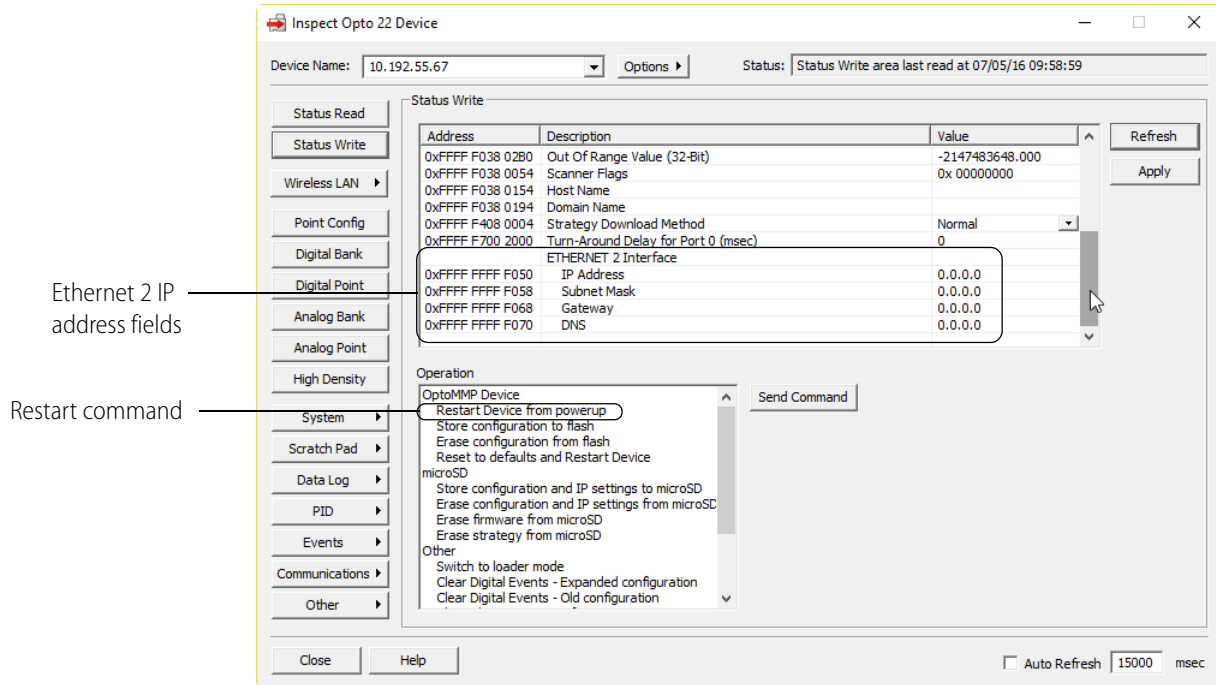 Inspect Opto 22 Device
Device Name: 10.192.55.67 Options Status: Status Write area last read at 07/05/16 09:58:59
Status Read
Status Write
Wireless LAN
Point Config
Digital Bank
Digital Point
Analog Bank
Analog Point
High Density
System
Scratch Pad
Data Log
PID
Events
Communications
Other
Status Write
Address Description Value
0xFFFF F038 02B0 Out Of Range Value (32-Bit) -2147483648.000
0xFFFF F038 0054 Scanner Flags 0x 00000000
0xFFFF F038 0154 Host Name
0xFFFF F038 0194 Domain Name
0xFFFF F408 0004 Strategy Download Method Normal
0xFFFF F700 2000 Turn-Around Delay for Port 0 (msec) 0
ETHERNET 2 Interface
0xFFFF FFFF F050 IP Address 0.0.0.0
0xFFFF FFFF F058 Subnet Mask 0.0.0.0
0xFFFF FFFF F068 Gateway 0.0.0.0
0xFFFF FFFF F070 DNS 0.0.0.0
Refresh
Apply
Ethernet 2 IP
address fields
Operation
OptoMMP Device
Restart Device from powerup
Store configuration to flash
Erase configuration from flash
Reset to defaults and Restart Device
microSD
Store configuration and IP settings to microSD
Erase configuration and IP settings from microSD
Erase firmware from microSD
Erase strategy from microSD
Other
Switch to loader mode
Clear Digital Events - Expanded configuration
Clear Digital Events - Old configuration
Send Command
Restart command
Close Help Auto Refresh 15000 msec